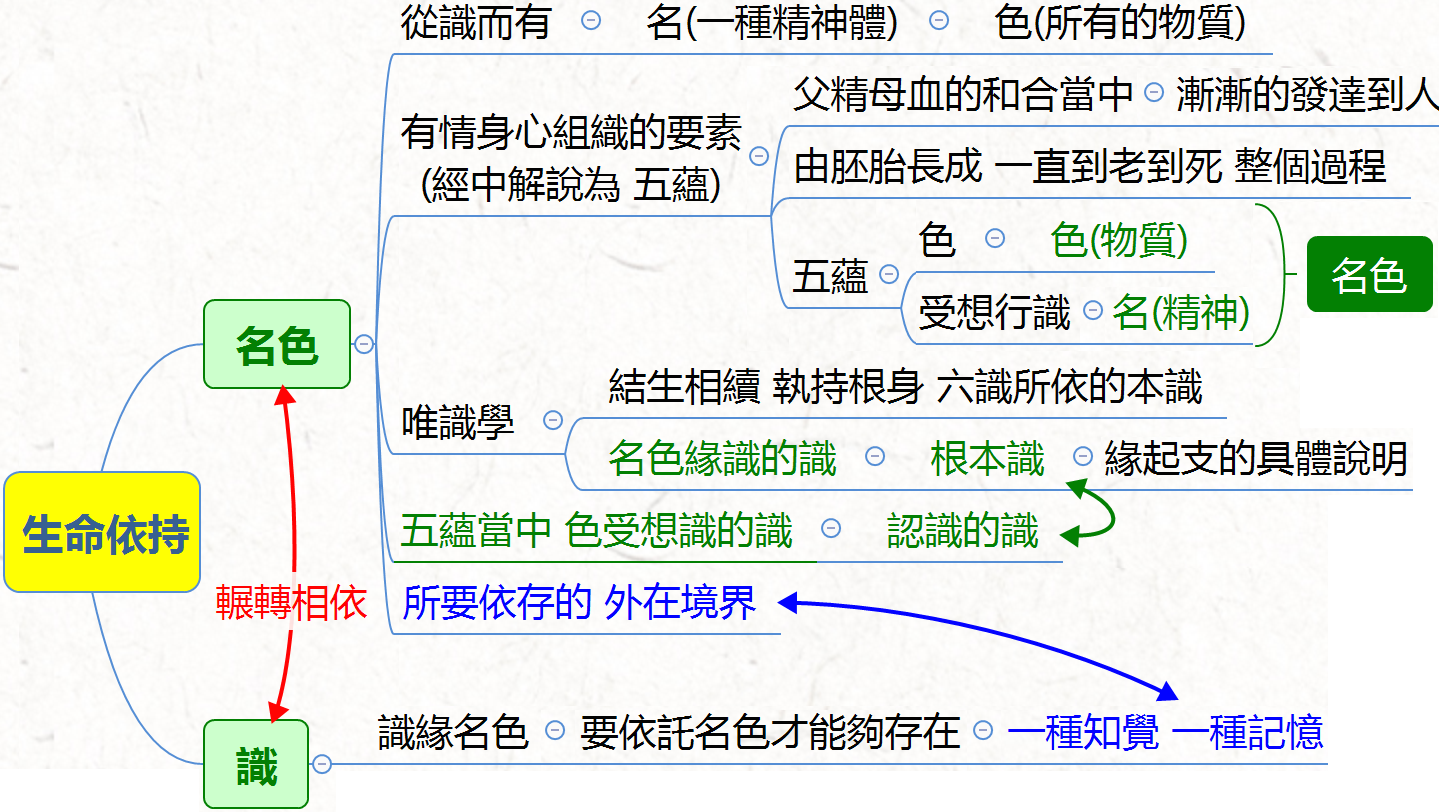 從識而有 名(一種精神體) 色(所有的物質)
父精母血的和合當中 漸漸的發達到人
有情身心組織的要素
(經中解說為 五蘊)
由胚胎長成 一直到老到死 整個過程
五蘊
色 色(物質)
受想行識 名(精神)
名色
名色
唯識學
結生相續 執持根身 六識所依的本識
名色緣識的識 根本識 緣起支的具體說明
五蘊當中 色受想識的識 認識的識
生命依持
輾轉相依
所要依存的 外在境界
識
識緣名色 要依託名色才能夠存在 一種知覺 一種記憶